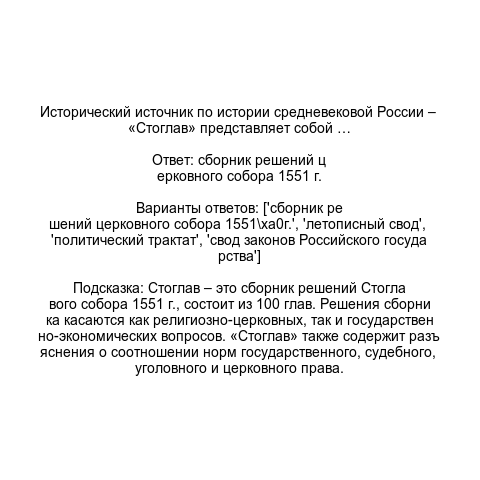 Исторический источник по истории средневековой России –
«Стоглав» представляет собой …
Ответ: сборник решений ц
ерковного собора 1551 г.
Варианты ответов: ['сборник ре
шений церковного собора 1551\xa0г.', 'летописный свод',
'политический трактат', 'свод законов Российского госуда
рства']
Подсказка: Стоглав – это сборник решений Стогла
вого собора 1551 г., состоит из 100 глав. Решения сборни
ка касаются как религиозно-церковных, так и государствен
но-экономических вопросов. «Стоглав» также содержит разъ
яснения о соотношении норм государственного, судебного,
уголовного и церковного права.